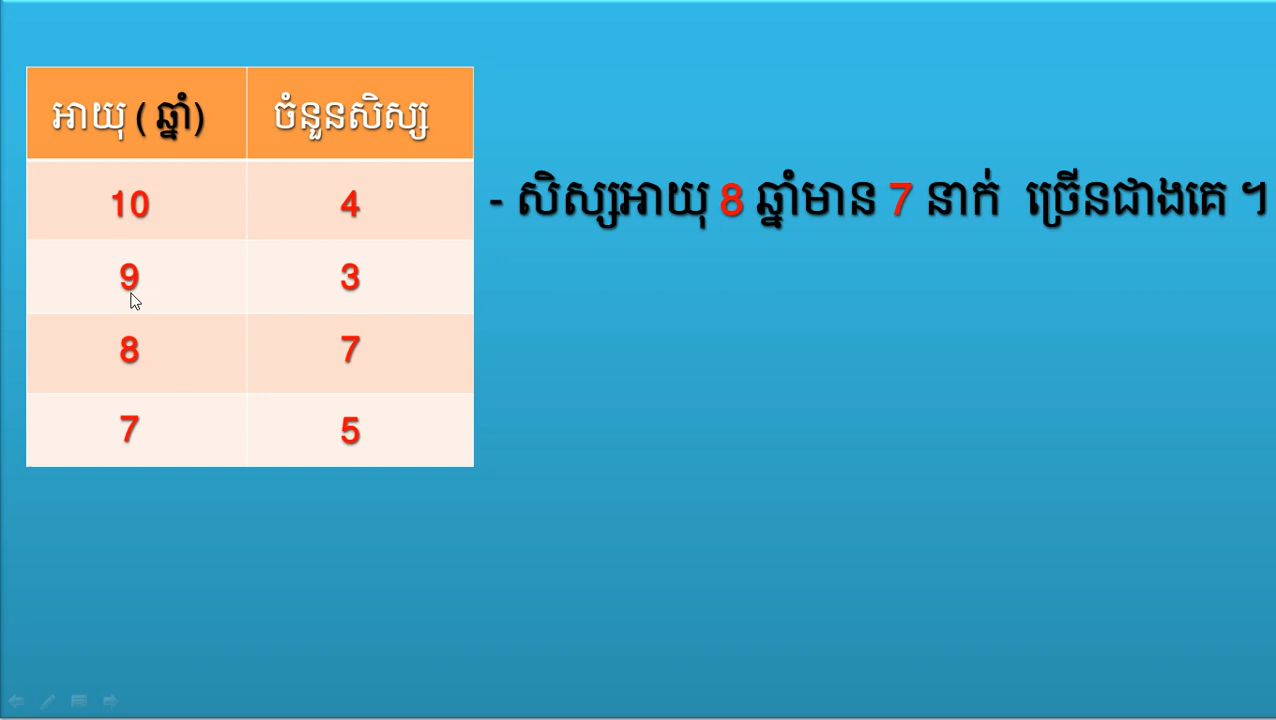 អាយុ ( ឆ្នាំ) ចំនួនសិស្ស
10 4
9 3
8 7
7 5
- សិស្សអាយុ 8 ឆ្នាំមាន 7 នាក់ ច្រើនជាងគេ ។